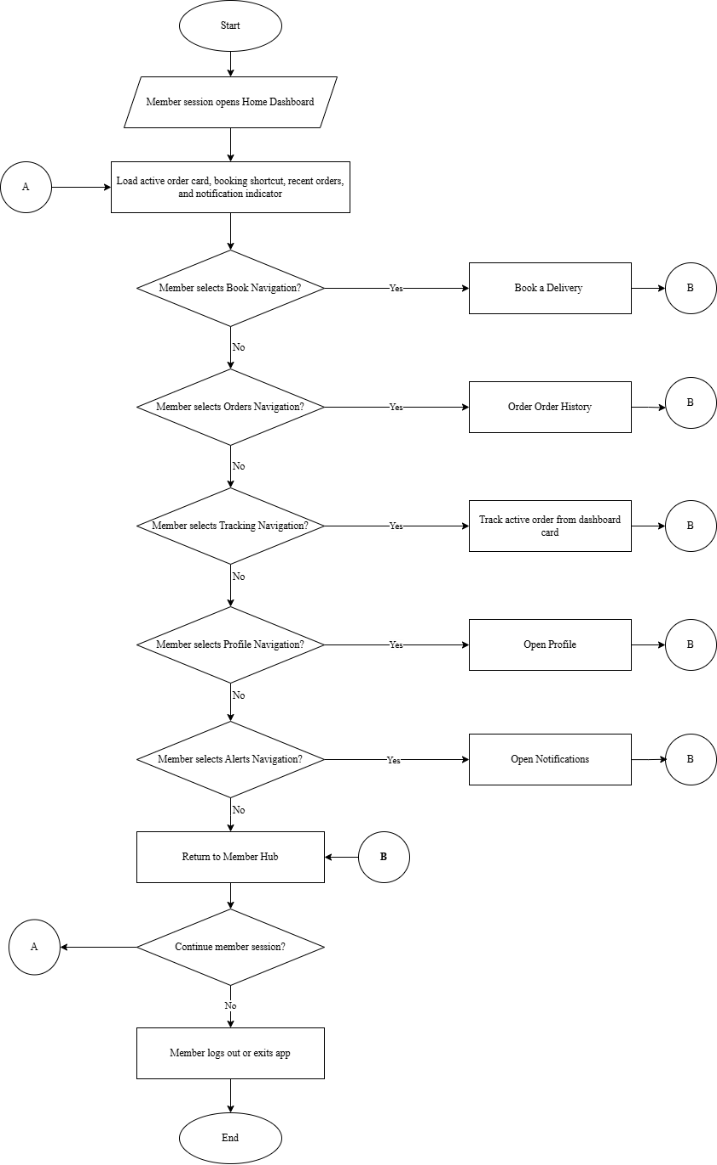 Start
Member session opens Home Dashboard
A
Load active order card, booking shortcut, recent orders,
and notification indicator
Member selects Book Navigation?
Yes
Book a Delivery
B
No
Member selects Orders Navigation?
Yes
Order Order History
B
No
Member selects Tracking Navigation?
Yes
Track active order from dashboard
card
B
No
Member selects Profile Navigation?
Yes
Open Profile
B
No
Member selects Alerts Navigation?
Yes
Open Notifications
B
No
Return to Member Hub
B
Continue member session?
A
No
Member logs out or exits app
End